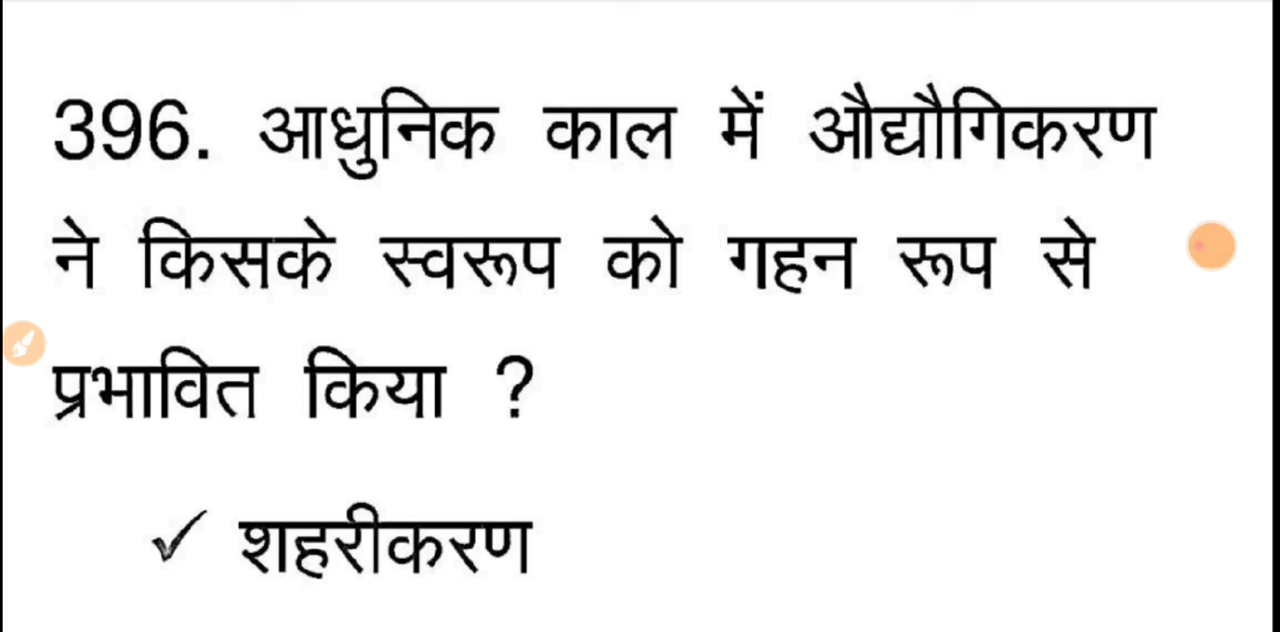 396. आधुनिक काल में औद्यौगिकरण
ने किसके स्वरूप को गहन रूप से
प्रभावित किया ?
✓ शहरीकरण